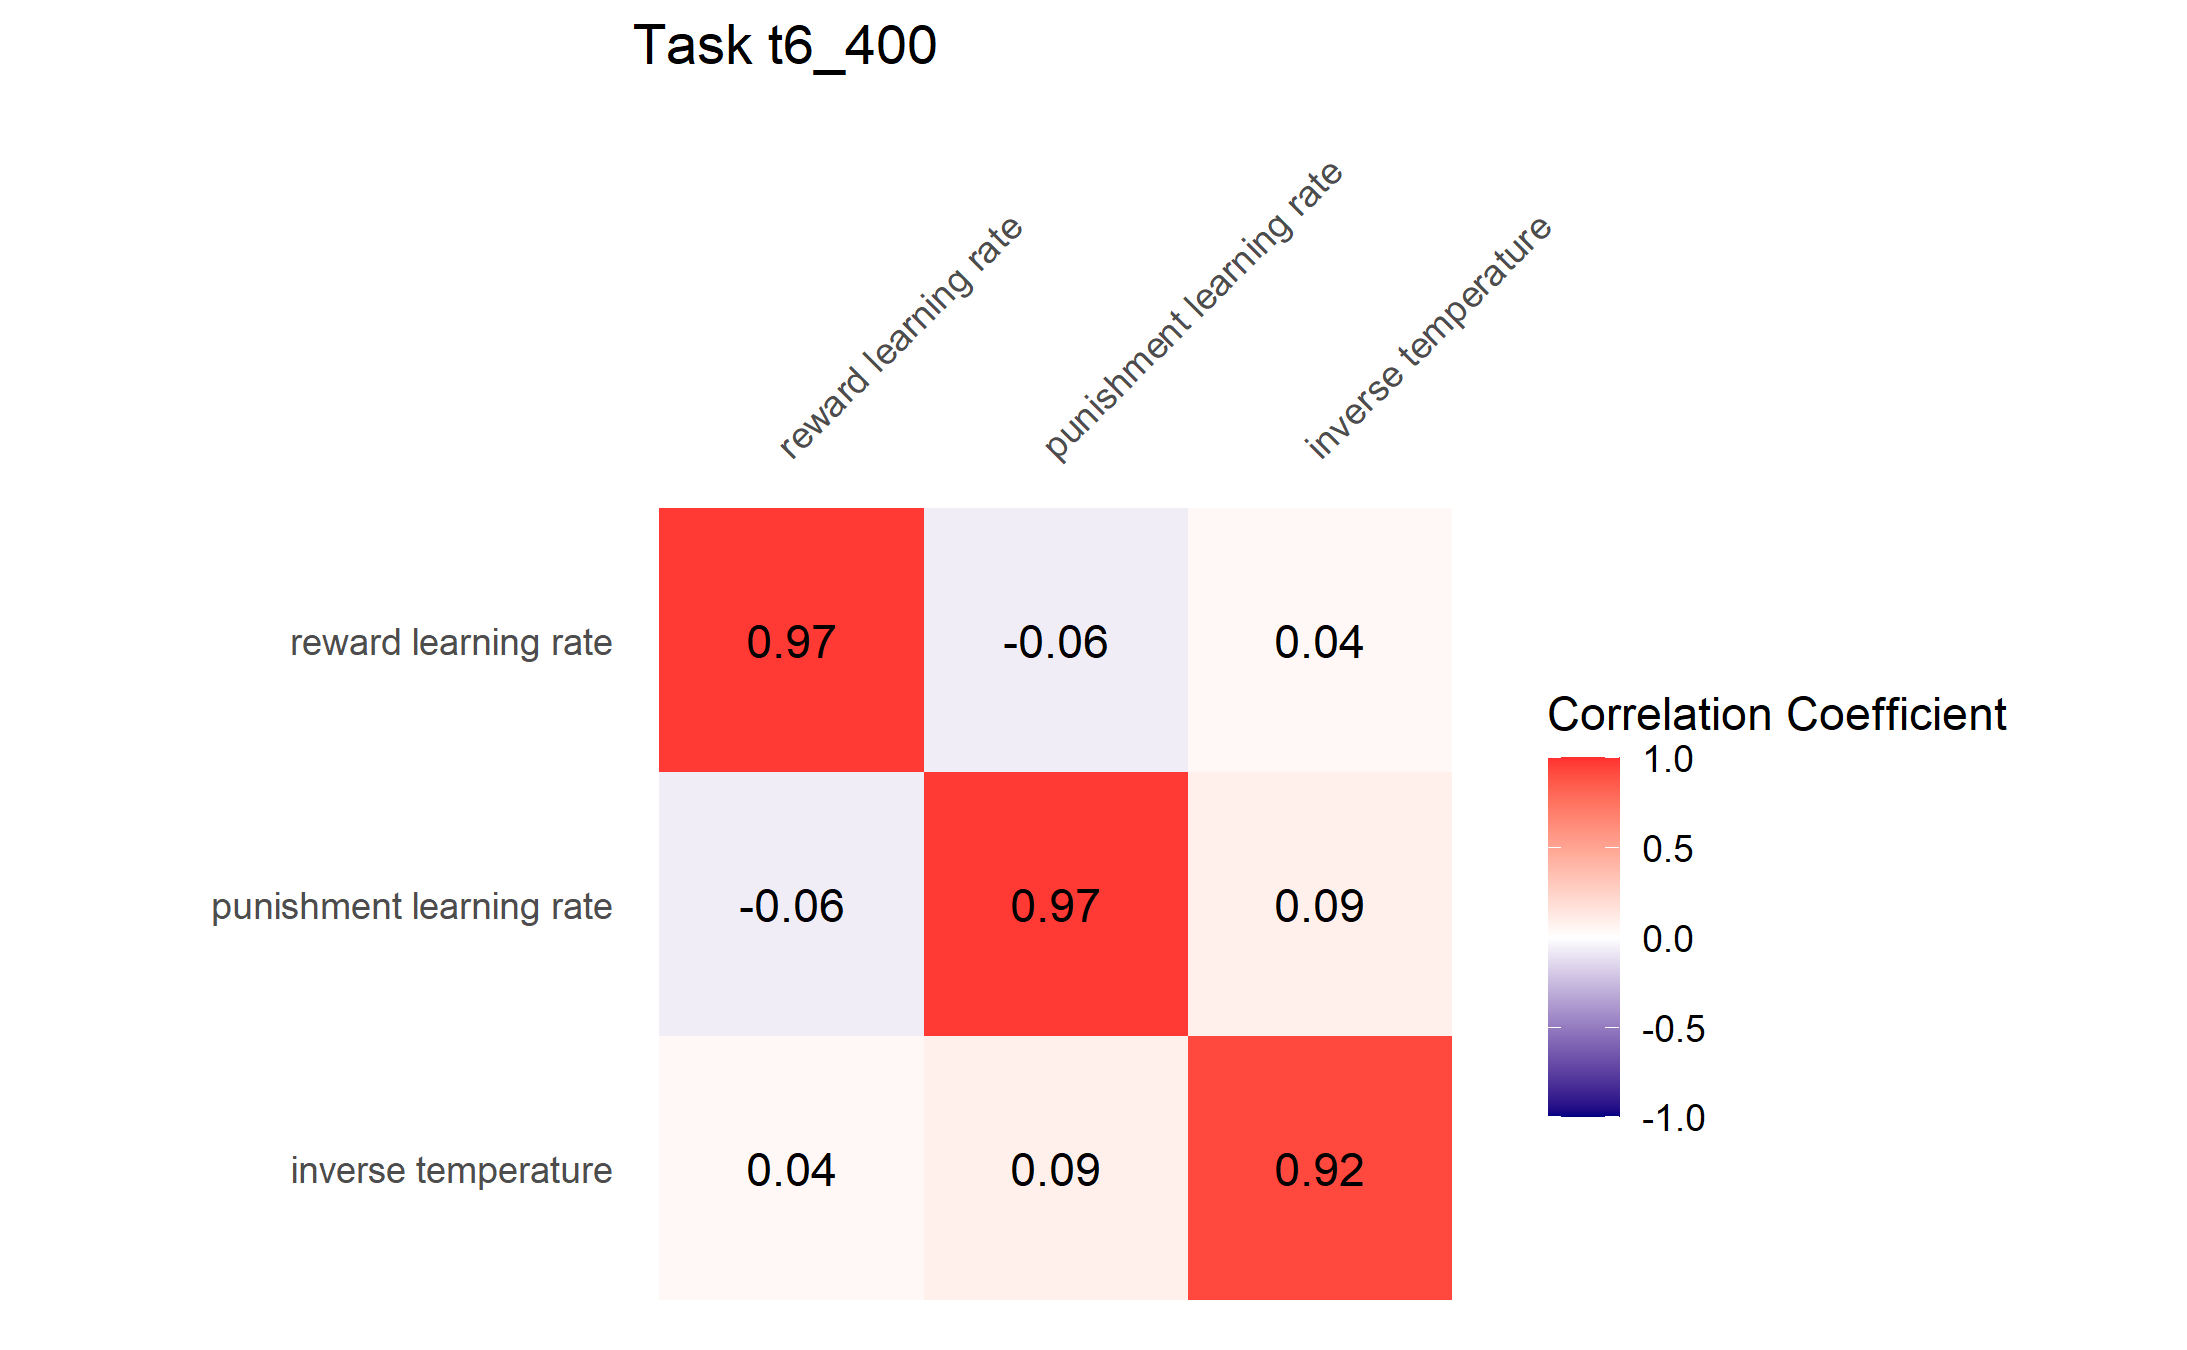 Task t6_400
reward learning rate
punishment learning rate
inverse temperature
reward learning rate
0.97
-0.06
0.04
punishment learning rate
-0.06
0.97
0.09
inverse temperature
0.04
0.09
0.92
Correlation Coefficient
1.0
0.5
0.0
-0.5
-1.0